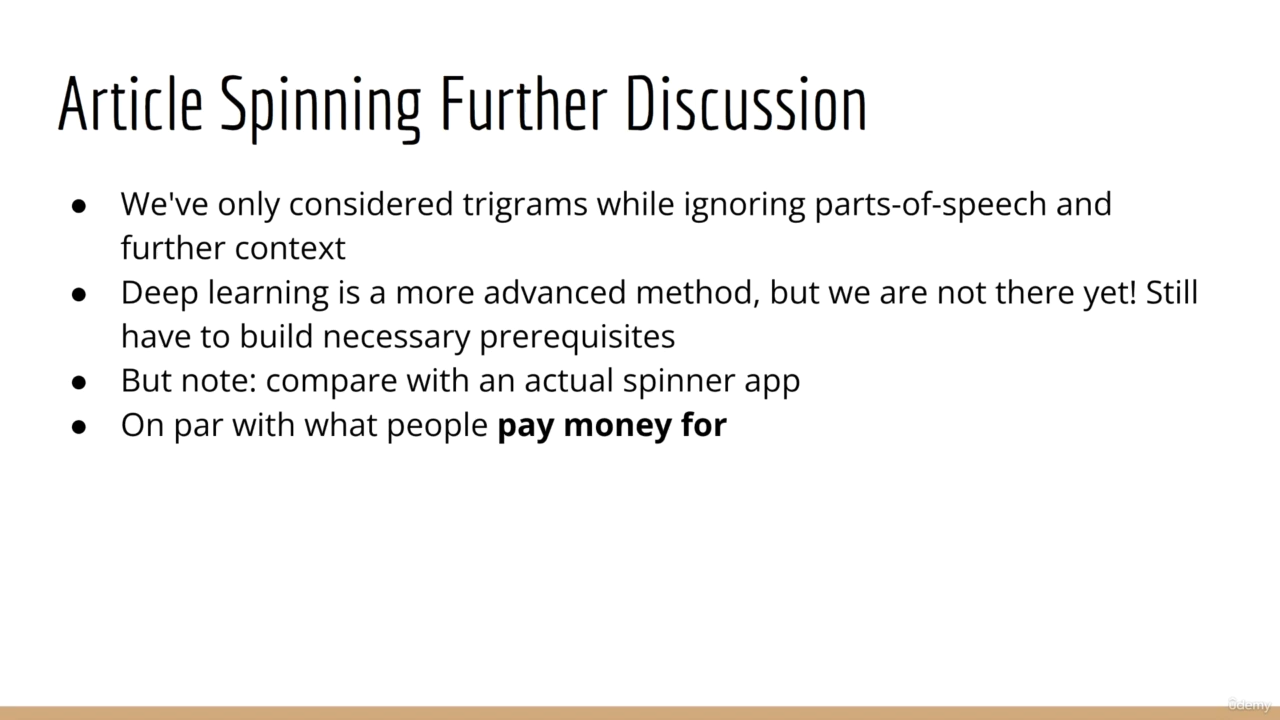 Article Spinning Further Discussion
● We've only considered trigrams while ignoring parts-of-speech and
further context
● Deep learning is a more advanced method, but we are not there yet! Still
have to build necessary prerequisites
● But note: compare with an actual spinner app
● On par with what people pay money for
ûdemy